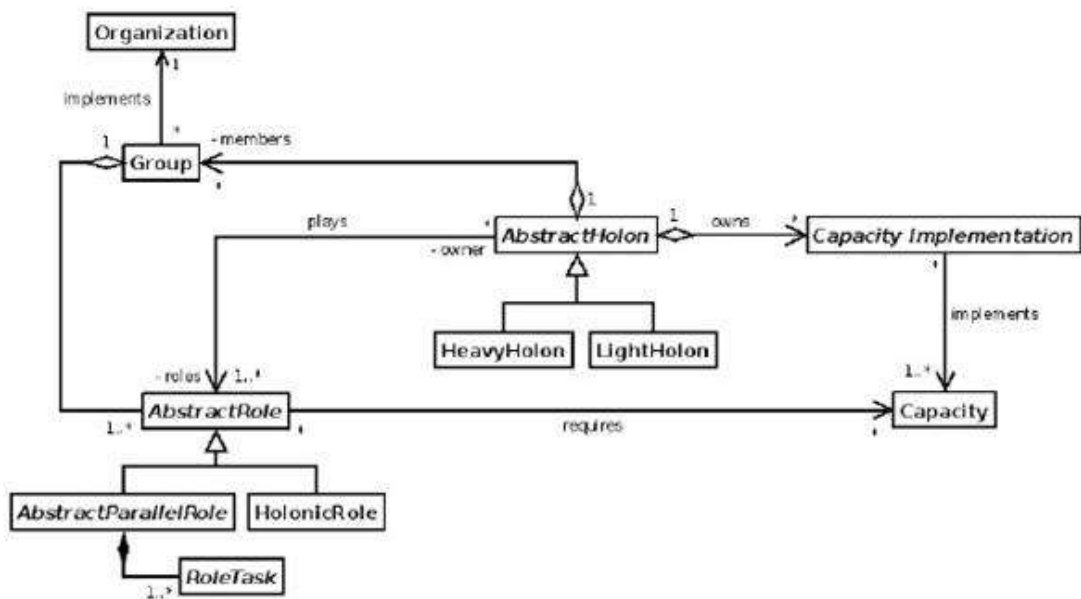 Organization
1
implements
*
1
- members
Group
*
1
plays
*
AbstractHolon
1
owns
*
Capacity Implementation
- owner
*
implements
HeavyHolon
LightHolon
- roles
1..*
1..*
AbstractRole
Capacity
1..*
*
requires
*
AbstractParallelRole
HolonicRole
RoleTask
1..*